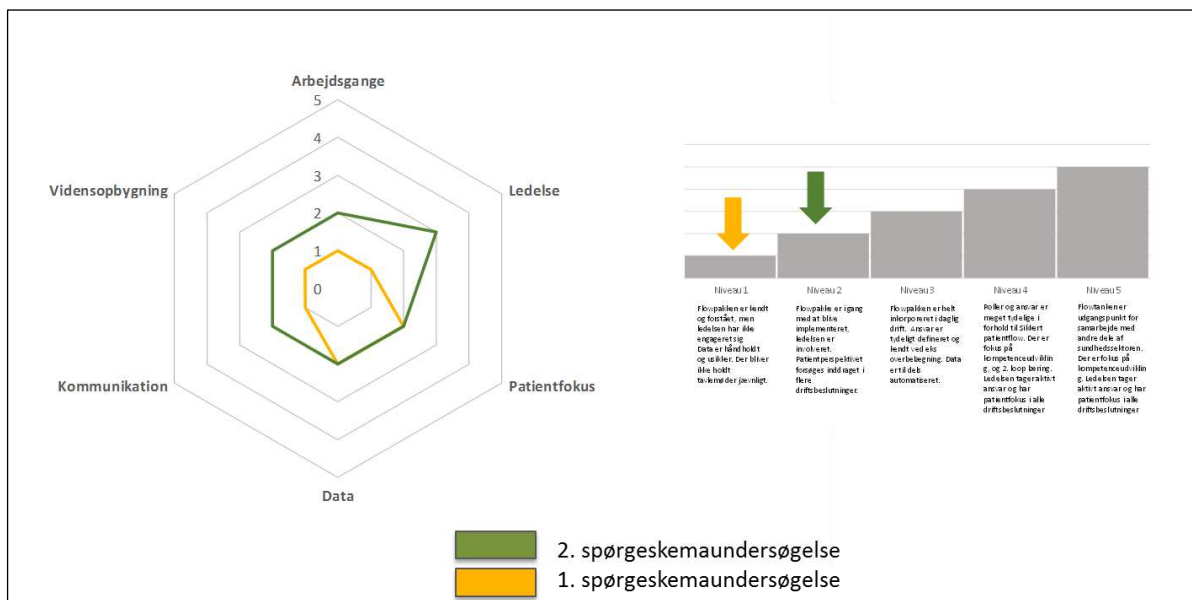 Arbejdsgange
5
4
3
2
1
0
Ledelse
Patientfokus
Data
Kommunikation
Vidensopbygning
Niveau 1
Flowpakken er kendt
og forstået, men
ledelsen har ikke
engageret sig
Data er håndholdt
og usikker. Der bliver
ikke holdt
tavlemøder jævnligt.
Niveau 2
Flowpakke er igang
med at blive
implementeret,
ledelsen er
involveret.
Patientperspektivet
forsøges inddraget i
flere
driftsbeslutninger.
Niveau 3
Flowpakken er helt
inkorporeret i daglig
drift. Ansvar er
tydeligt defineret og
kendt ved eks
overbelægning. Data
er til dels
automatiseret.
Niveau 4
Roller og ansvar er
meget tydelige i
forhold til Sikkert
patientflow. Der er
fokus på
kompetenceudviklin
g, og 2. loop læring.
Ledelsen tager aktivt
ansvar og har
patientfokus i alle
driftsbeslutninger
Niveau 5
Flowtanken er
udgangspunkt for
samarbejde med
andre dele af
sundhedssektoren.
Der er fokus på
kompetenceudviklin
g. Ledelsen tager
aktivt ansvar og har
patientfokus i alle
driftsbeslutninger
2. spørgeskemaundersøgelse
1. spørgeskemaundersøgelse